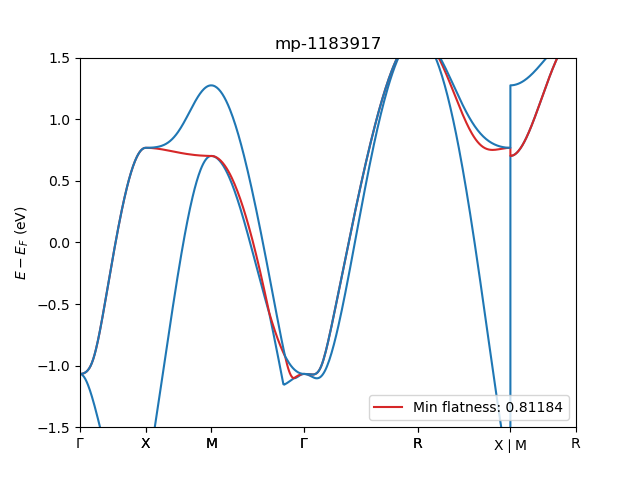 mp-1183917
E − E_F (eV)
1.5
1.0
0.5
0.0
−0.5
−1.0
−1.5
Γ X M Γ R X | M R
Min flatness: 0.81184